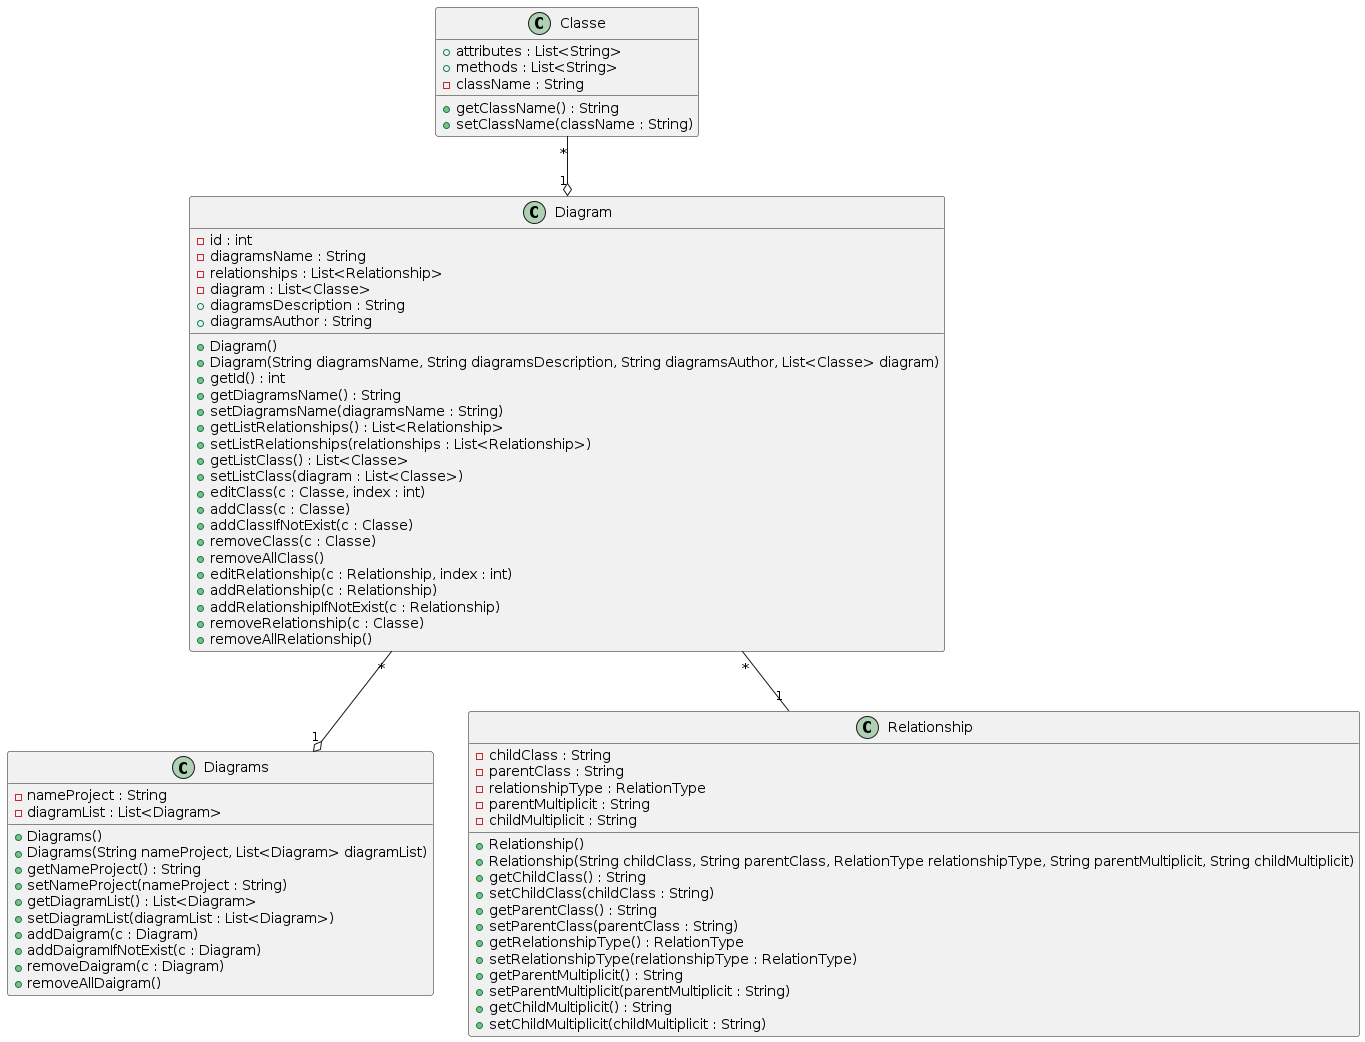 C Classe
attributes : List<String>
methods : List<String>
className : String
getClassName() : String
setClassName(className : String)
*
1
C Diagram
id : int
diagramsName : String
relationships : List<Relationship>
diagram : List<Classe>
diagramsDescription : String
diagramsAuthor : String
Diagram()
Diagram(String diagramsName, String diagramsDescription, String diagramsAuthor, List<Classe> diagram)
getId() : int
getDiagramsName() : String
setDiagramsName(diagramsName : String)
getListRelationships() : List<Relationship>
setListRelationships(relationships : List<Relationship>)
getListClass() : List<Classe>
setListClass(diagram : List<Classe>)
editClass(c : Classe, index : int)
addClass(c : Classe)
addClassIfNotExist(c : Classe)
removeClass(c : Classe)
removeAllClass()
editRelationship(c : Relationship, index : int)
addRelationship(c : Relationship)
addRelationshipIfNotExist(c : Relationship)
removeRelationship(c : Classe)
removeAllRelationship()
*
*
1
1
C Diagrams
nameProject : String
diagramList : List<Diagram>
Diagrams()
Diagrams(String nameProject, List<Diagram> diagramList)
getNameProject() : String
setNameProject(nameProject : String)
getDiagramList() : List<Diagram>
setDiagramList(diagramList : List<Diagram>)
addDaigram(c : Diagram)
addDaigramIfNotExist(c : Diagram)
removeDaigram(c : Diagram)
removeAllDaigram()
C Relationship
childClass : String
parentClass : String
relationshipType : RelationType
parentMultiplicit : String
childMultiplicit : String
Relationship()
Relationship(String childClass, String parentClass, RelationType relationshipType, String parentMultiplicit, String childMultiplicit)
getChildClass() : String
setChildClass(childClass : String)
getParentClass() : String
setParentClass(parentClass : String)
getRelationshipType() : RelationType
setRelationshipType(relationshipType : RelationType)
getParentMultiplicit() : String
setParentMultiplicit(parentMultiplicit : String)
getChildMultiplicit() : String
setChildMultiplicit(childMultiplicit : String)